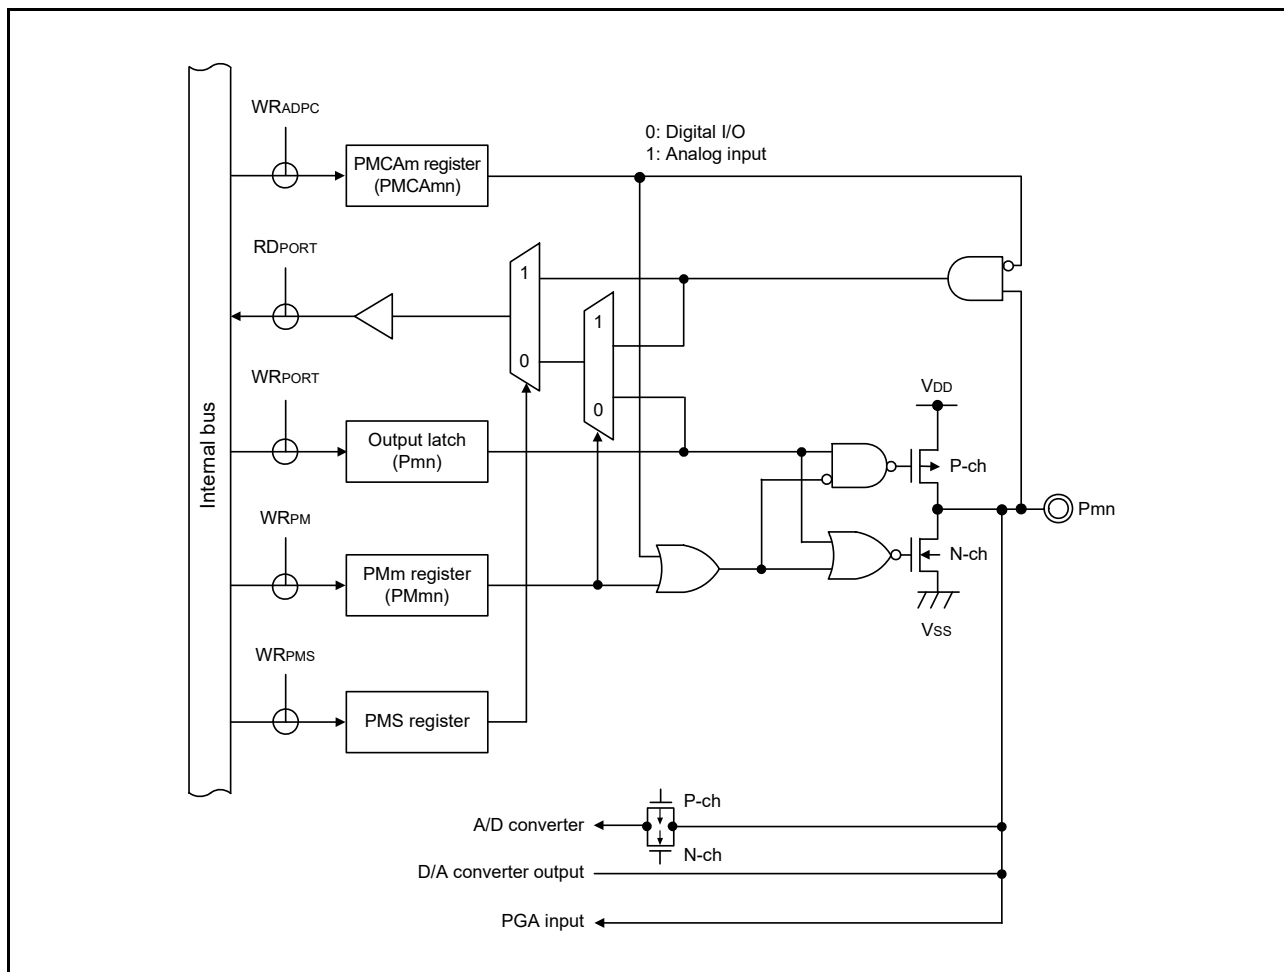 WRADPC
0: Digital I/O
1: Analog input
PMCAm register
(PMCAmn)
RDPORT
1
1
0
WRPORT
VDD
0
Internal bus
Output latch
(Pmn)
P-ch
Pmn
WRPM
N-ch
PMm register
(PMmn)
VSS
WRPMS
PMS register
P-ch
A/D converter
N-ch
D/A converter output
PGA input